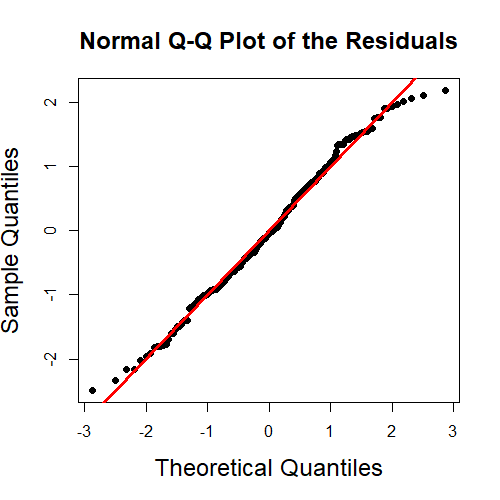 Normal Q-Q Plot of the Residuals
Sample Quantiles
2
1
0
-1
-2
-3 -2 -1 0 1 2 3
Theoretical Quantiles